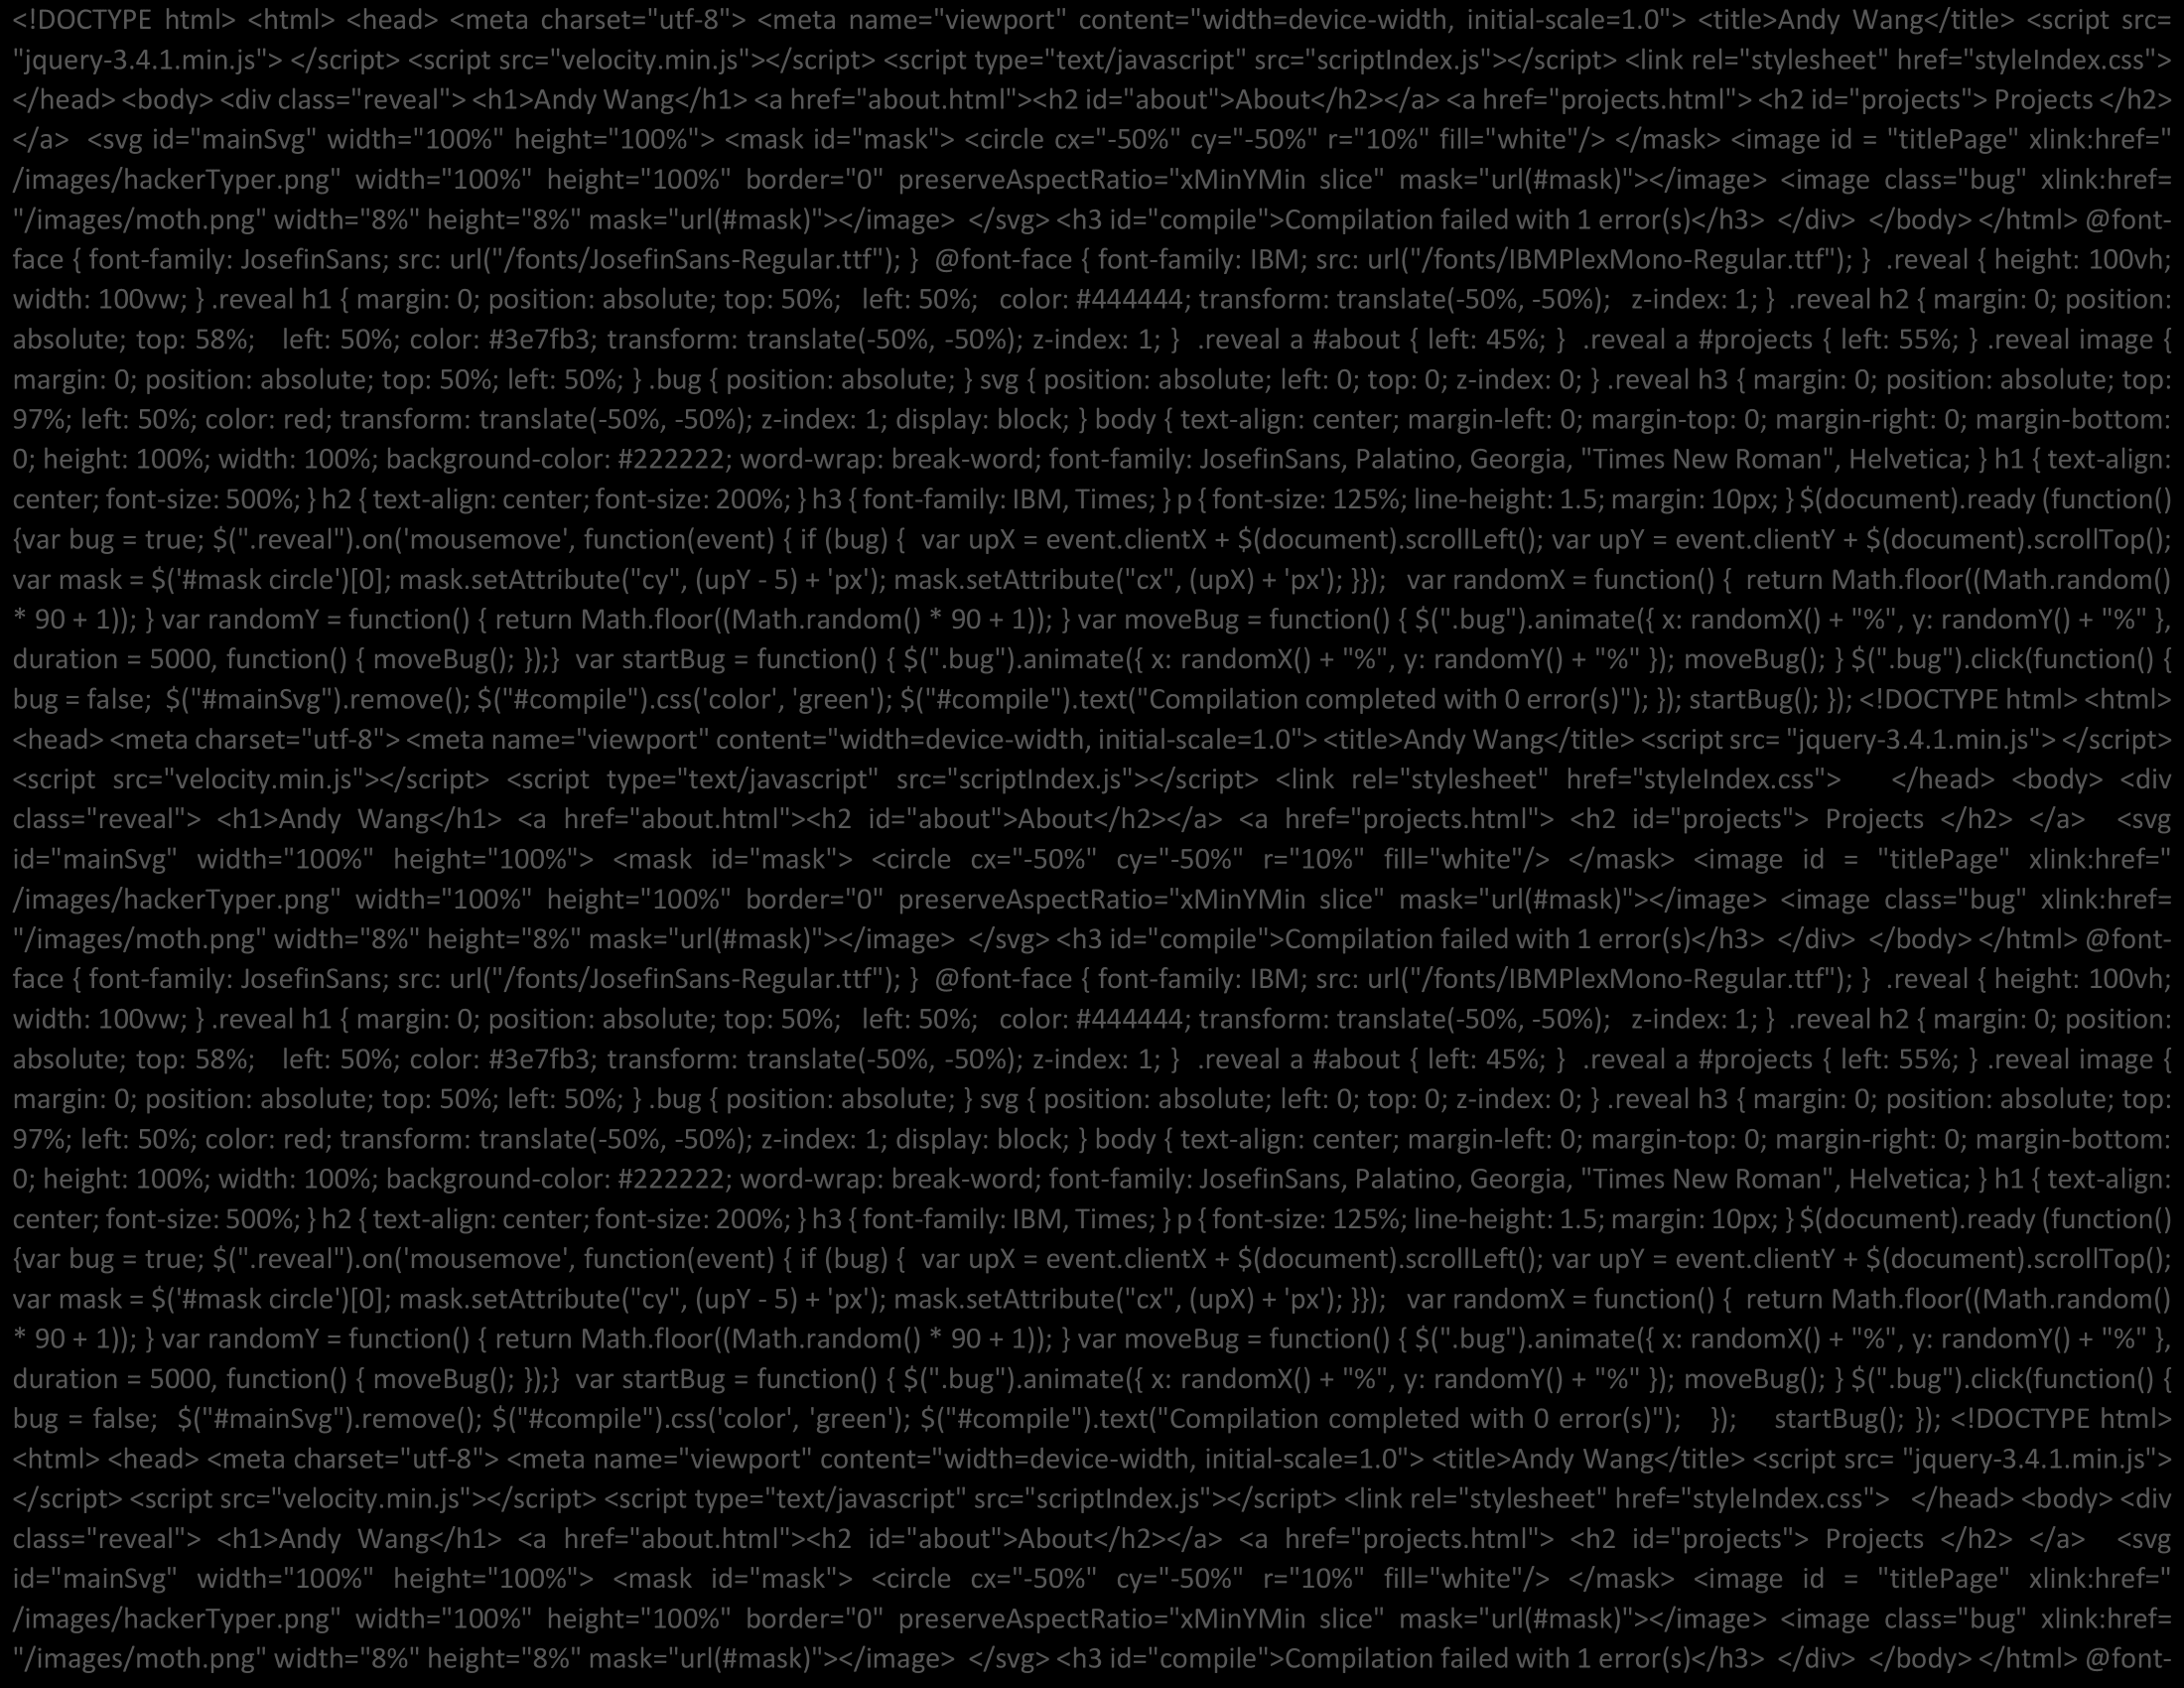 <!DOCTYPE html> <html> <head> <meta charset="utf-8"> <meta name="viewport" content="width=device-width, initial-scale=1.0"> <title>Andy Wang</title> <script src=
"jquery-3.4.1.min.js"> </script> <script src="velocity.min.js"></script> <script type="text/javascript" src="scriptIndex.js"></script> <link rel="stylesheet" href="styleIndex.css">
</head> <body> <div class="reveal"> <h1>Andy Wang</h1> <a href="about.html"><h2 id="about">About</h2></a> <a href="projects.html"> <h2 id="projects"> Projects </h2>
</a> <svg id="mainSvg" width="100%" height="100%"> <mask id="mask"> <circle cx="-50%" cy="-50%" r="10%" fill="white"/> </mask> <image id = "titlePage" xlink:href="
/images/hackerTyper.png" width="100%" height="100%" border="0" preserveAspectRatio="xMinYMin slice" mask="url(#mask)"></image> <image class="bug" xlink:href=
"/images/moth.png" width="8%" height="8%" mask="url(#mask)"></image> </svg> <h3 id="compile">Compilation failed with 1 error(s)</h3> </div> </body> </html> @font-
face { font-family: JosefinSans; src: url("/fonts/JosefinSans-Regular.ttf"); } @font-face { font-family: IBM; src: url("/fonts/IBMPlexMono-Regular.ttf"); } .reveal { height: 100vh;
width: 100vw; } .reveal h1 { margin: 0; position: absolute; top: 50%; left: 50%; color: #444444; transform: translate(-50%, -50%); z-index: 1; } .reveal h2 { margin: 0; position:
absolute; top: 58%; left: 50%; color: #3e7fb3; transform: translate(-50%, -50%); z-index: 1; } .reveal a #about { left: 45%; } .reveal a #projects { left: 55%; } .reveal image {
margin: 0; position: absolute; top: 50%; left: 50%; } .bug { position: absolute; } svg { position: absolute; left: 0; top: 0; z-index: 0; } .reveal h3 { margin: 0; position: absolute; top:
97%; left: 50%; color: red; transform: translate(-50%, -50%); z-index: 1; display: block; } body { text-align: center; margin-left: 0; margin-top: 0; margin-right: 0; margin-bottom:
0; height: 100%; width: 100%; background-color: #222222; word-wrap: break-word; font-family: JosefinSans, Palatino, Georgia, "Times New Roman", Helvetica; } h1 { text-align:
center; font-size: 500%; } h2 { text-align: center; font-size: 200%; } h3 { font-family: IBM, Times; } p { font-size: 125%; line-height: 1.5; margin: 10px; } $(document).ready (function()
{var bug = true; $(".reveal").on('mousemove', function(event) { if (bug) { var upX = event.clientX + $(document).scrollLeft(); var upY = event.clientY + $(document).scrollTop();
var mask = $('#mask circle')[0]; mask.setAttribute("cy", (upY - 5) + 'px'); mask.setAttribute("cx", (upX) + 'px'); }}); var randomX = function() { return Math.floor((Math.random()
* 90 + 1)); } var randomY = function() { return Math.floor((Math.random() * 90 + 1)); } var moveBug = function() { $(".bug").animate({ x: randomX() + "%", y: randomY() + "%" },
duration = 5000, function() { moveBug(); });} var startBug = function() { $(".bug").animate({ x: randomX() + "%", y: randomY() + "%" }); moveBug(); } $(".bug").click(function() {
bug = false; $("#mainSvg").remove(); $("#compile").css('color', 'green'); $("#compile").text("Compilation completed with 0 error(s)"); }); startBug(); }); <!DOCTYPE html> <html>
<head> <meta charset="utf-8"> <meta name="viewport" content="width=device-width, initial-scale=1.0"> <title>Andy Wang</title> <script src= "jquery-3.4.1.min.js"> </script>
<script src="velocity.min.js"></script> <script type="text/javascript" src="scriptIndex.js"></script> <link rel="stylesheet" href="styleIndex.css"> </head> <body> <div
class="reveal"> <h1>Andy Wang</h1> <a href="about.html"><h2 id="about">About</h2></a> <a href="projects.html"> <h2 id="projects"> Projects </h2> </a> <svg
id="mainSvg" width="100%" height="100%"> <mask id="mask"> <circle cx="-50%" cy="-50%" r="10%" fill="white"/> </mask> <image id = "titlePage" xlink:href="
/images/hackerTyper.png" width="100%" height="100%" border="0" preserveAspectRatio="xMinYMin slice" mask="url(#mask)"></image> <image class="bug" xlink:href=
"/images/moth.png" width="8%" height="8%" mask="url(#mask)"></image> </svg> <h3 id="compile">Compilation failed with 1 error(s)</h3> </div> </body> </html> @font-
face { font-family: JosefinSans; src: url("/fonts/JosefinSans-Regular.ttf"); } @font-face { font-family: IBM; src: url("/fonts/IBMPlexMono-Regular.ttf"); } .reveal { height: 100vh;
width: 100vw; } .reveal h1 { margin: 0; position: absolute; top: 50%; left: 50%; color: #444444; transform: translate(-50%, -50%); z-index: 1; } .reveal h2 { margin: 0; position:
absolute; top: 58%; left: 50%; color: #3e7fb3; transform: translate(-50%, -50%); z-index: 1; } .reveal a #about { left: 45%; } .reveal a #projects { left: 55%; } .reveal image {
margin: 0; position: absolute; top: 50%; left: 50%; } .bug { position: absolute; } svg { position: absolute; left: 0; top: 0; z-index: 0; } .reveal h3 { margin: 0; position: absolute; top:
97%; left: 50%; color: red; transform: translate(-50%, -50%); z-index: 1; display: block; } body { text-align: center; margin-left: 0; margin-top: 0; margin-right: 0; margin-bottom:
0; height: 100%; width: 100%; background-color: #222222; word-wrap: break-word; font-family: JosefinSans, Palatino, Georgia, "Times New Roman", Helvetica; } h1 { text-align:
center; font-size: 500%; } h2 { text-align: center; font-size: 200%; } h3 { font-family: IBM, Times; } p { font-size: 125%; line-height: 1.5; margin: 10px; } $(document).ready (function()
{var bug = true; $(".reveal").on('mousemove', function(event) { if (bug) { var upX = event.clientX + $(document).scrollLeft(); var upY = event.clientY + $(document).scrollTop();
var mask = $('#mask circle')[0]; mask.setAttribute("cy", (upY - 5) + 'px'); mask.setAttribute("cx", (upX) + 'px'); }}); var randomX = function() { return Math.floor((Math.random()
* 90 + 1)); } var randomY = function() { return Math.floor((Math.random() * 90 + 1)); } var moveBug = function() { $(".bug").animate({ x: randomX() + "%", y: randomY() + "%" },
duration = 5000, function() { moveBug(); });} var startBug = function() { $(".bug").animate({ x: randomX() + "%", y: randomY() + "%" }); moveBug(); } $(".bug").click(function() {
bug = false; $("#mainSvg").remove(); $("#compile").css('color', 'green'); $("#compile").text("Compilation completed with 0 error(s)"); }); startBug(); }); <!DOCTYPE html>
<html> <head> <meta charset="utf-8"> <meta name="viewport" content="width=device-width, initial-scale=1.0"> <title>Andy Wang</title> <script src= "jquery-3.4.1.min.js">
</script> <script src="velocity.min.js"></script> <script type="text/javascript" src="scriptIndex.js"></script> <link rel="stylesheet" href="styleIndex.css"> </head> <body> <div
class="reveal"> <h1>Andy Wang</h1> <a href="about.html"><h2 id="about">About</h2></a> <a href="projects.html"> <h2 id="projects"> Projects </h2> </a> <svg
id="mainSvg" width="100%" height="100%"> <mask id="mask"> <circle cx="-50%" cy="-50%" r="10%" fill="white"/> </mask> <image id = "titlePage" xlink:href="
/images/hackerTyper.png" width="100%" height="100%" border="0" preserveAspectRatio="xMinYMin slice" mask="url(#mask)"></image> <image class="bug" xlink:href=
"/images/moth.png" width="8%" height="8%" mask="url(#mask)"></image> </svg> <h3 id="compile">Compilation failed with 1 error(s)</h3> </div> </body> </html> @font-